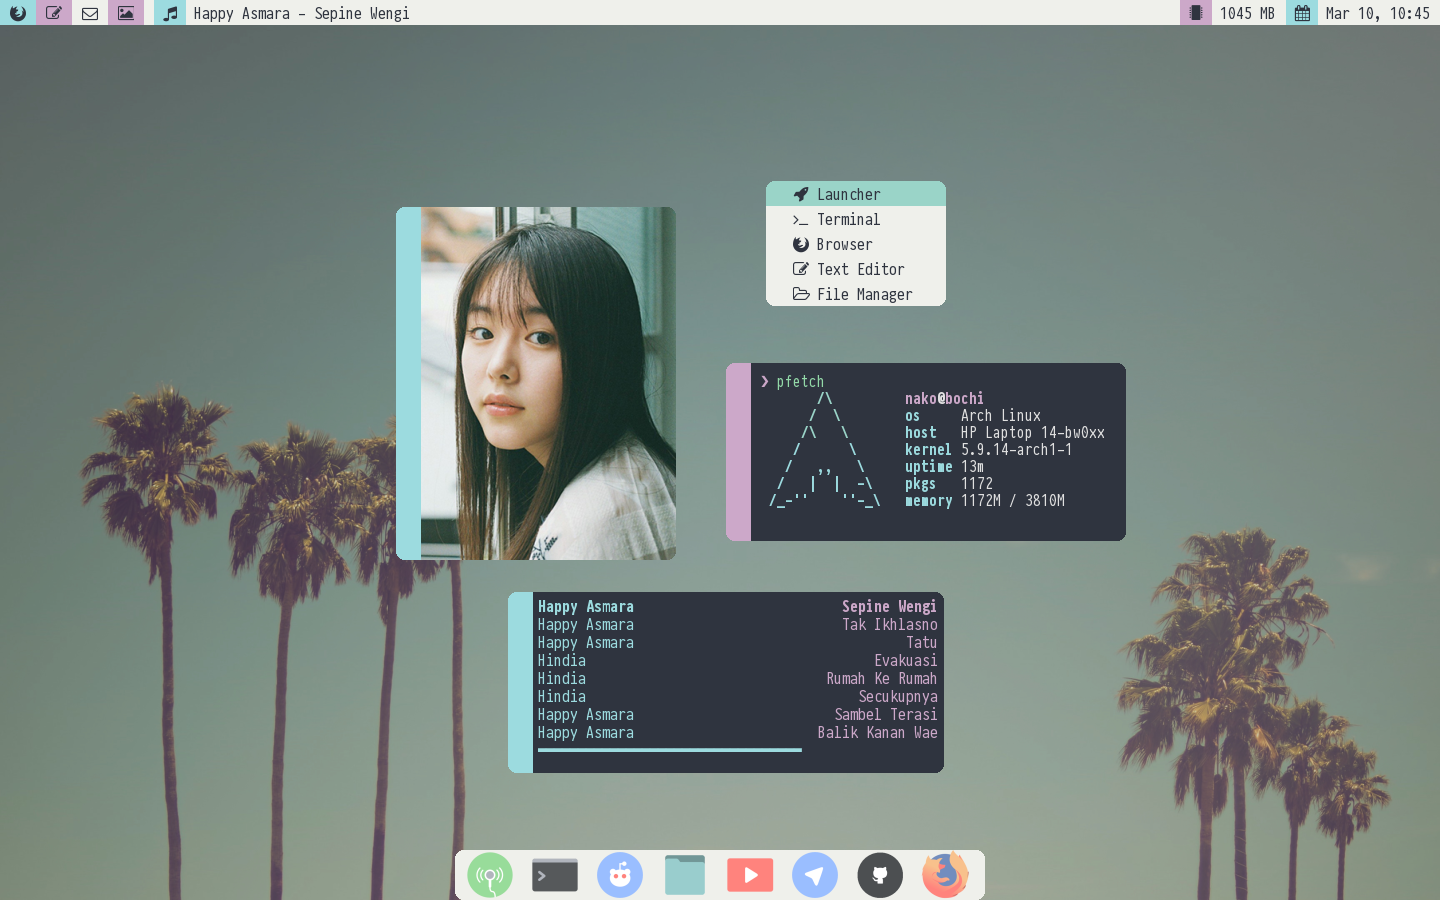 Happy Asmara - Sepine Wengi
1045 MB
Mar 10, 10:45
Launcher
Terminal
Browser
Text Editor
File Manager
❯ pfetch
nako@bochi
os Arch Linux
host HP Laptop 14-bw0xx
kernel 5.9.14-arch1-1
uptime 13m
pkgs 1172
memory 1172M / 3810M
Happy Asmara Sepine Wengi
Happy Asmara Tak Ikhlasno
Happy Asmara Tatu
Hindia Evakuasi
Hindia Rumah Ke Rumah
Hindia Secukupnya
Happy Asmara Sambel Terasi
Happy Asmara Balik Kanan Wae